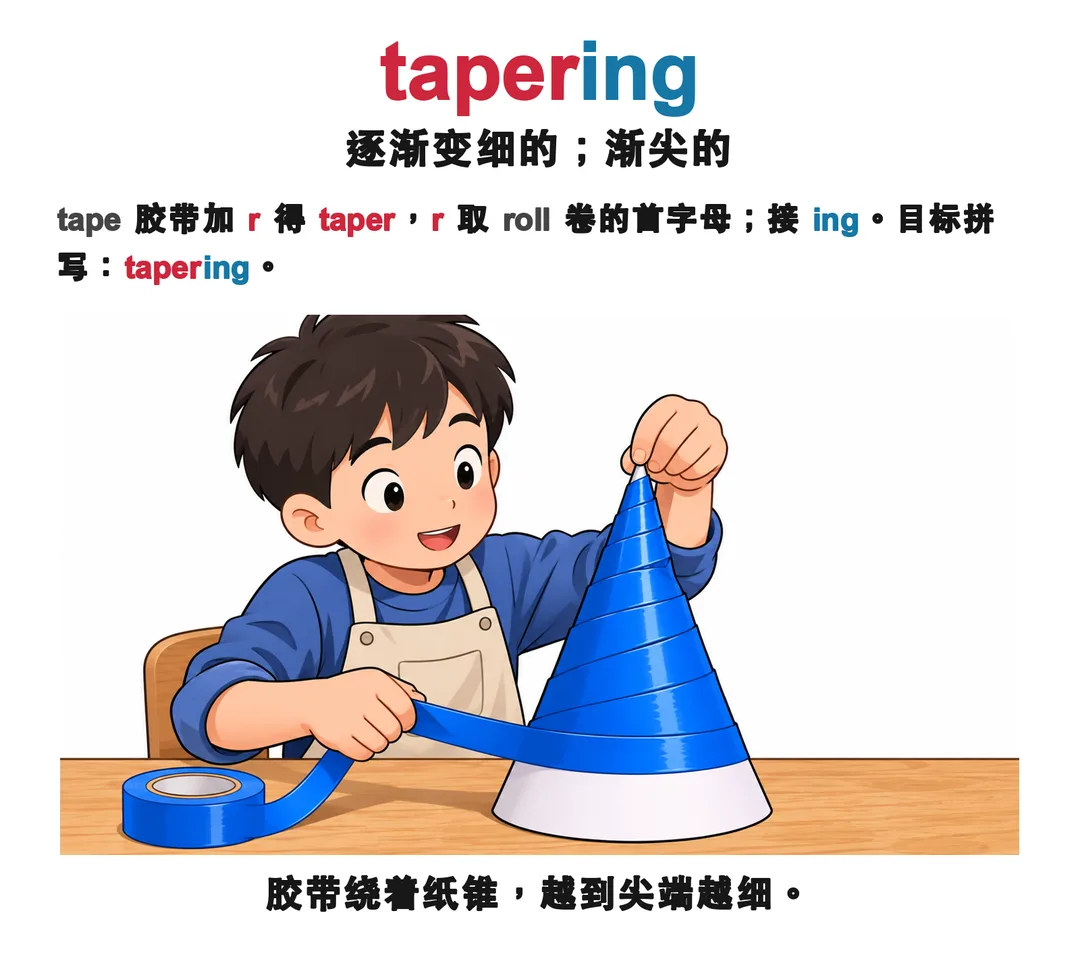 tapering
逐渐变细的；渐尖的
tape 胶带加 r 得 taper，r 取 roll 卷的首字母；接 ing。目标拼
写：tapering。
胶带绕着纸锥，越到尖端越细。